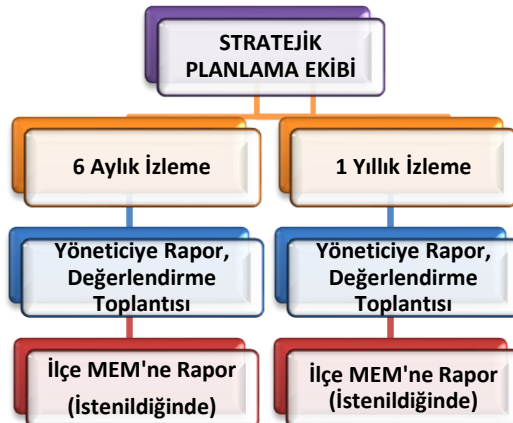 STRATEJİK
PLANLAMA EKİBİ
6 Aylık İzleme
1 Yıllık İzleme
Yöneticiye Rapor,
Değerlendirme
Toplantısı
Yöneticiye Rapor,
Değerlendirme
Toplantısı
İlçe MEM'ne Rapor
(İstenildiğinde)
İlçe MEM'ne Rapor
(İstenildiğinde)